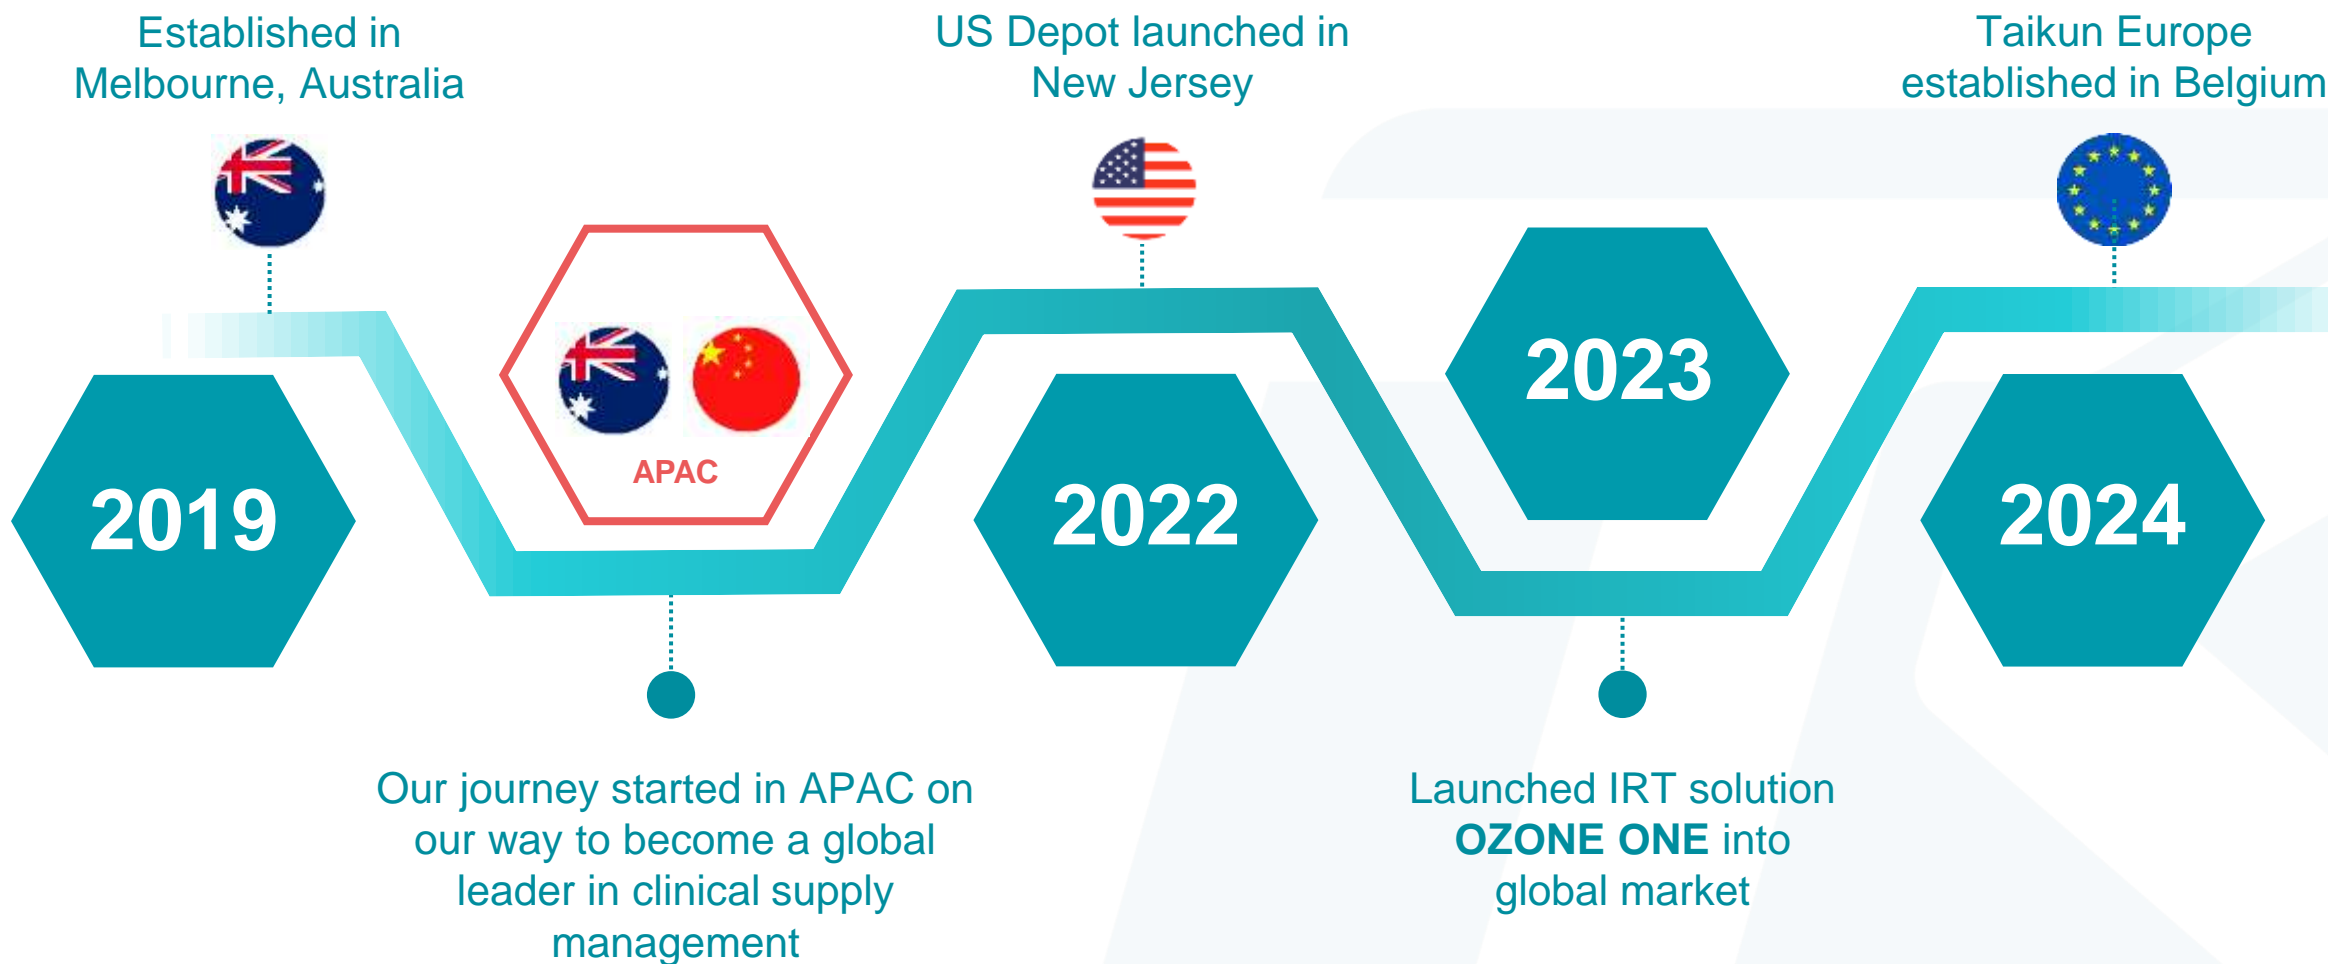 Established in
Melbourne, Australia
2019
APAC
Our journey started in APAC on
our way to become a global
leader in clinical supply
management
US Depot launched in
New Jersey
2022
2023
Launched IRT solution
OZONE ONE into
global market
Taikun Europe
established in Belgium
2024